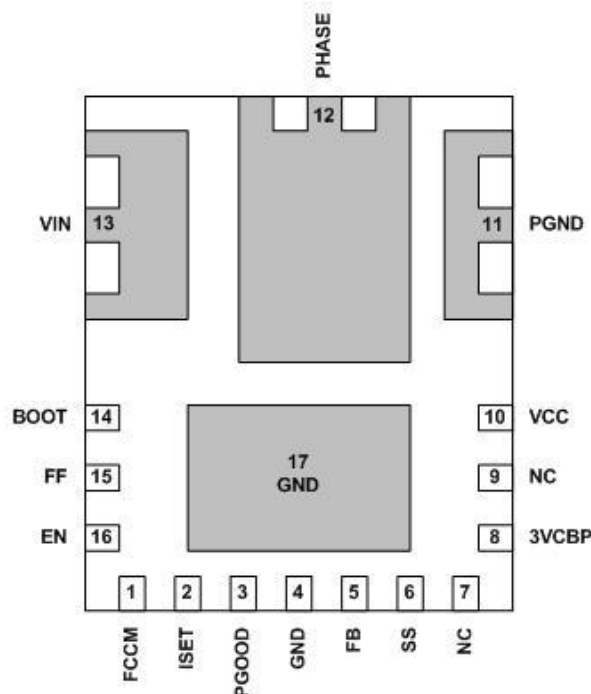 PHASE
12
VIN
13
11
PGND
BOOT
14
10
VCC
17
GND
FF
15
9
NC
EN
16
8
3VCBP
1
2
3
4
5
6
7
FCCM
ISET
PGOOD
GND
FB
SS
NC